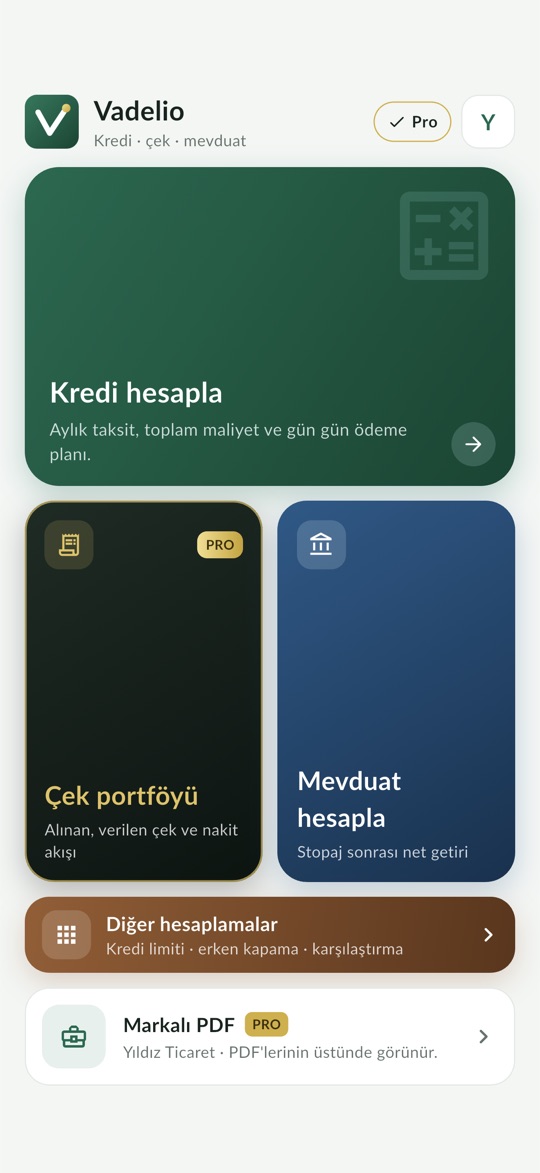 Vadelio
Kredi · çek · mevduat
Pro
Y
Kredi hesapla
Aylık taksit, toplam maliyet ve gün gün ödeme
planı.
PRO
Çek portföyü
Alınan, verilen çek ve nakit
akışı
Mevduat
hesapla
Stopaj sonrası net getiri
Diğer hesaplamalar
Kredi limiti · erken kapama · karşılaştırma
Markalı PDF PRO
Yıldız Ticaret · PDF'lerinin üstünde görünür.